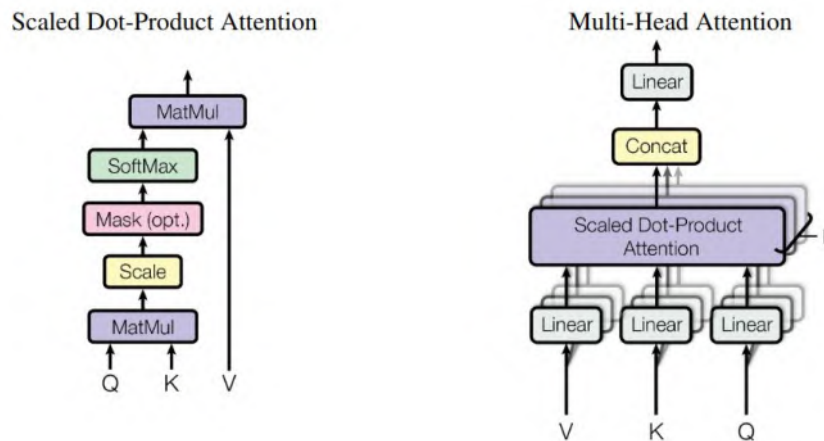 Scaled Dot-Product Attention
MatMul
SoftMax
Mask (opt.)
Scale
MatMul
Q K V
Multi-Head Attention
Linear
Concat
Scaled Dot-Product
Attention
Linear Linear Linear
V K Q